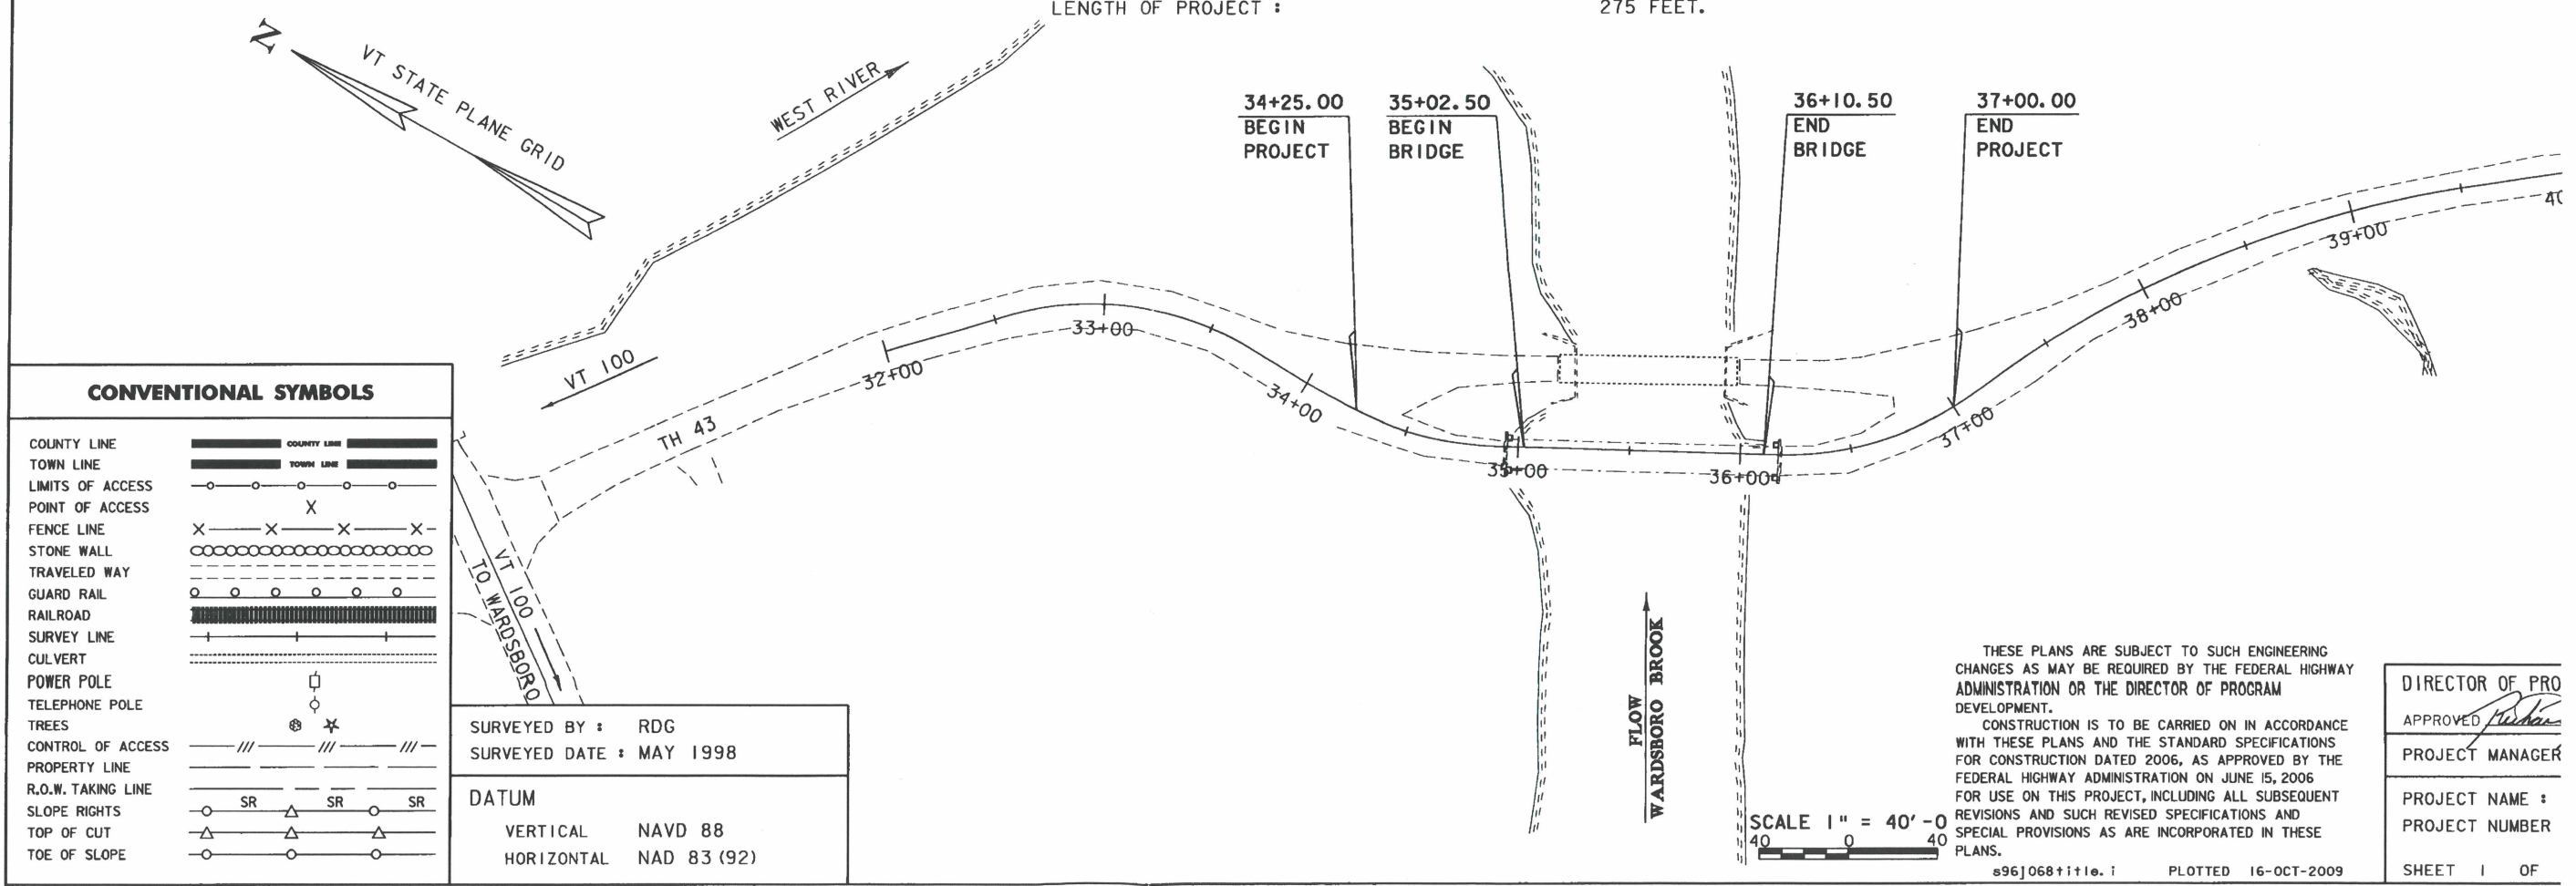 LENGTH OF PROJECT : 275 FEET.
N
VT STATE PLANE GRID
WEST RIVER
34+25.00
BEGIN
PROJECT
35+02.50
BEGIN
BRIDGE
36+10.50
END
BRIDGE
37+00.00
END
PROJECT
32+00
33+00
34+00
35+00
36+00
37+00
38+00
39+00
VT 100
TH 43
VT 100
TO WARDSBORO
FLOW
WARDSBORO BROOK
CONVENTIONAL SYMBOLS
COUNTY LINE COUNTY LINE
TOWN LINE TOWN LINE
LIMITS OF ACCESS
POINT OF ACCESS X
FENCE LINE
STONE WALL
TRAVELED WAY
GUARD RAIL
RAILROAD
SURVEY LINE
CULVERT
POWER POLE
TELEPHONE POLE
TREES
CONTROL OF ACCESS
PROPERTY LINE
R.O.W. TAKING LINE
SLOPE RIGHTS SR SR SR
TOP OF CUT
TOE OF SLOPE
SURVEYED BY : RDG
SURVEYED DATE : MAY 1998
DATUM
VERTICAL NAVD 88
HORIZONTAL NAD 83 (92)
SCALE 1" = 40'-0
40 0 40
THESE PLANS ARE SUBJECT TO SUCH ENGINEERING
CHANGES AS MAY BE REQUIRED BY THE FEDERAL HIGHWAY
ADMINISTRATION OR THE DIRECTOR OF PROGRAM
DEVELOPMENT.
CONSTRUCTION IS TO BE CARRIED ON IN ACCORDANCE
WITH THESE PLANS AND THE STANDARD SPECIFICATIONS
FOR CONSTRUCTION DATED 2006, AS APPROVED BY THE
FEDERAL HIGHWAY ADMINISTRATION ON JUNE 15, 2006
FOR USE ON THIS PROJECT, INCLUDING ALL SUBSEQUENT
REVISIONS AND SUCH REVISED SPECIFICATIONS AND
SPECIAL PROVISIONS AS ARE INCORPORATED IN THESE
PLANS.
s96j068title.i PLOTTED 16-OCT-2009
DIRECTOR OF PRO
APPROVED
PROJECT MANAGER
PROJECT NAME :
PROJECT NUMBER
SHEET 1 OF